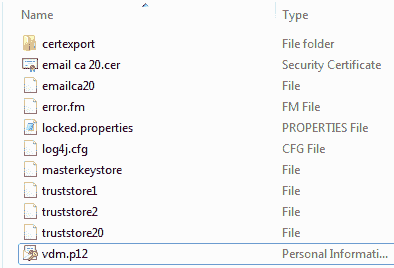 Name Type
certexport File folder
email ca 20.cer Security Certificate
emailca20 File
error.fm FM File
locked.properties PROPERTIES File
log4j.cfg CFG File
masterkeystore File
truststore1 File
truststore2 File
truststore20 File
vdm.p12 Personal Informati...